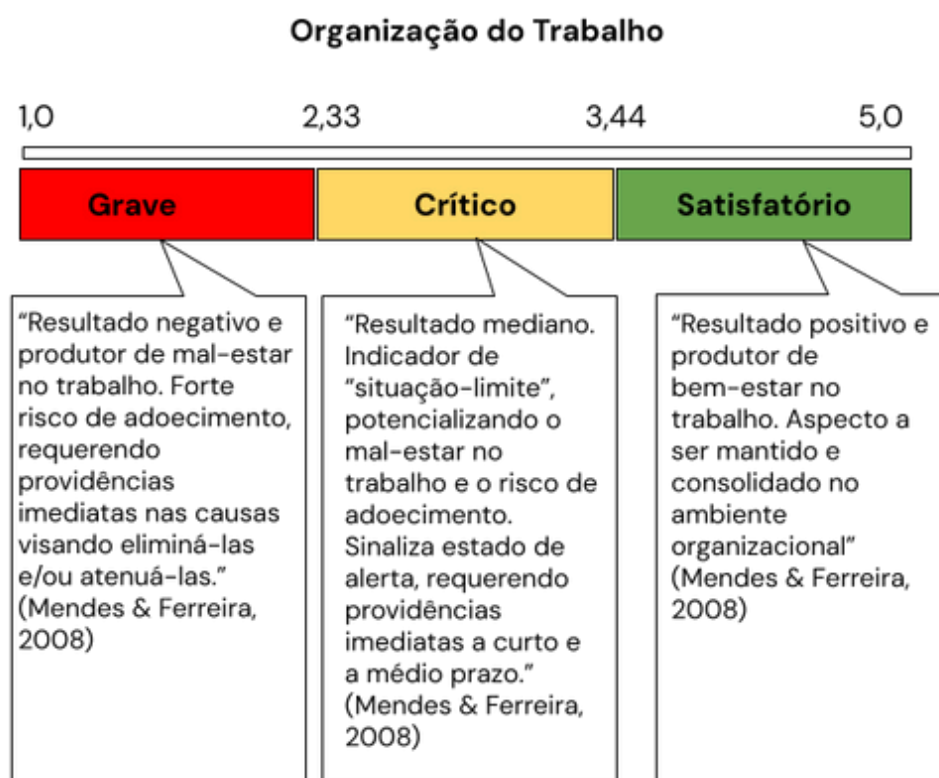 Organização do Trabalho
1,0 2,33 3,44 5,0
Grave Crítico Satisfatório
“Resultado negativo e
produtor de mal-estar
no trabalho. Forte
risco de adoecimento,
requerendo
providências
imediatas nas causas
visando eliminá-las
e/ou atenuá-las.”
(Mendes & Ferreira,
2008)
“Resultado mediano.
Indicador de
“situação-limite”,
potencializando o
mal-estar no
trabalho e o risco de
adoecimento.
Sinaliza estado de
alerta, requerendo
providências
imediatas a curto e
a médio prazo.”
(Mendes & Ferreira,
2008)
“Resultado positivo e
produtor de
bem-estar no
trabalho. Aspecto a
ser mantido e
consolidado no
ambiente
organizacional”
(Mendes & Ferreira,
2008)